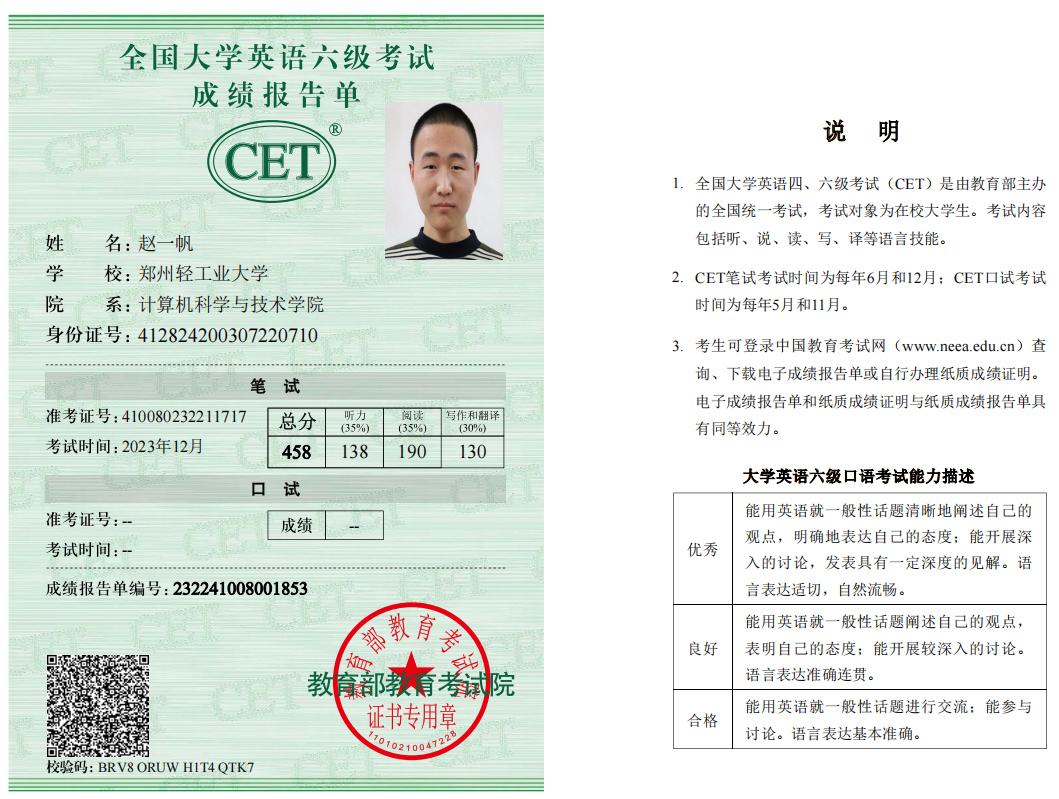 全国大学英语六级考试
成绩报告单
CET®
姓 名：赵一帆
学 校：郑州轻工业大学
院 系：计算机科学与技术学院
身份证号：412824200307220710
笔 试
准考证号：410080232211717
考试时间：2023年12月
总分 听力(35%) 阅读(35%) 写作和翻译(30%)
458 138 190 130
口 试
准考证号：--
考试时间：--
成绩 --
成绩报告单编号：232241008001853
教育部教育考试院
教育部教育考试院
证书专用章
11010210047228
校验码：BRV8 ORUW H1T4 QTK7
说 明
1. 全国大学英语四、六级考试（CET）是由教育部主办
的全国统一考试，考试对象为在校大学生。考试内容
包括听、说、读、写、译等语言技能。
2. CET笔试考试时间为每年6月和12月；CET口试考试
时间为每年5月和11月。
3. 考生可登录中国教育考试网（www.neea.edu.cn）查
询、下载电子成绩报告单或自行办理纸质成绩证明。
电子成绩报告单和纸质成绩证明与纸质成绩报告单具
有同等效力。
大学英语六级口语考试能力描述
优秀
能用英语就一般性话题清晰地阐述自己的
观点，明确地表达自己的态度；能开展深
入的讨论，发表具有一定深度的见解。语
言表达适切，自然流畅。
良好
能用英语就一般性话题阐述自己的观点，
表明自己的态度；能开展较深入的讨论。
语言表达准确连贯。
合格
能用英语就一般性话题进行交流；能参与
讨论。语言表达基本准确。